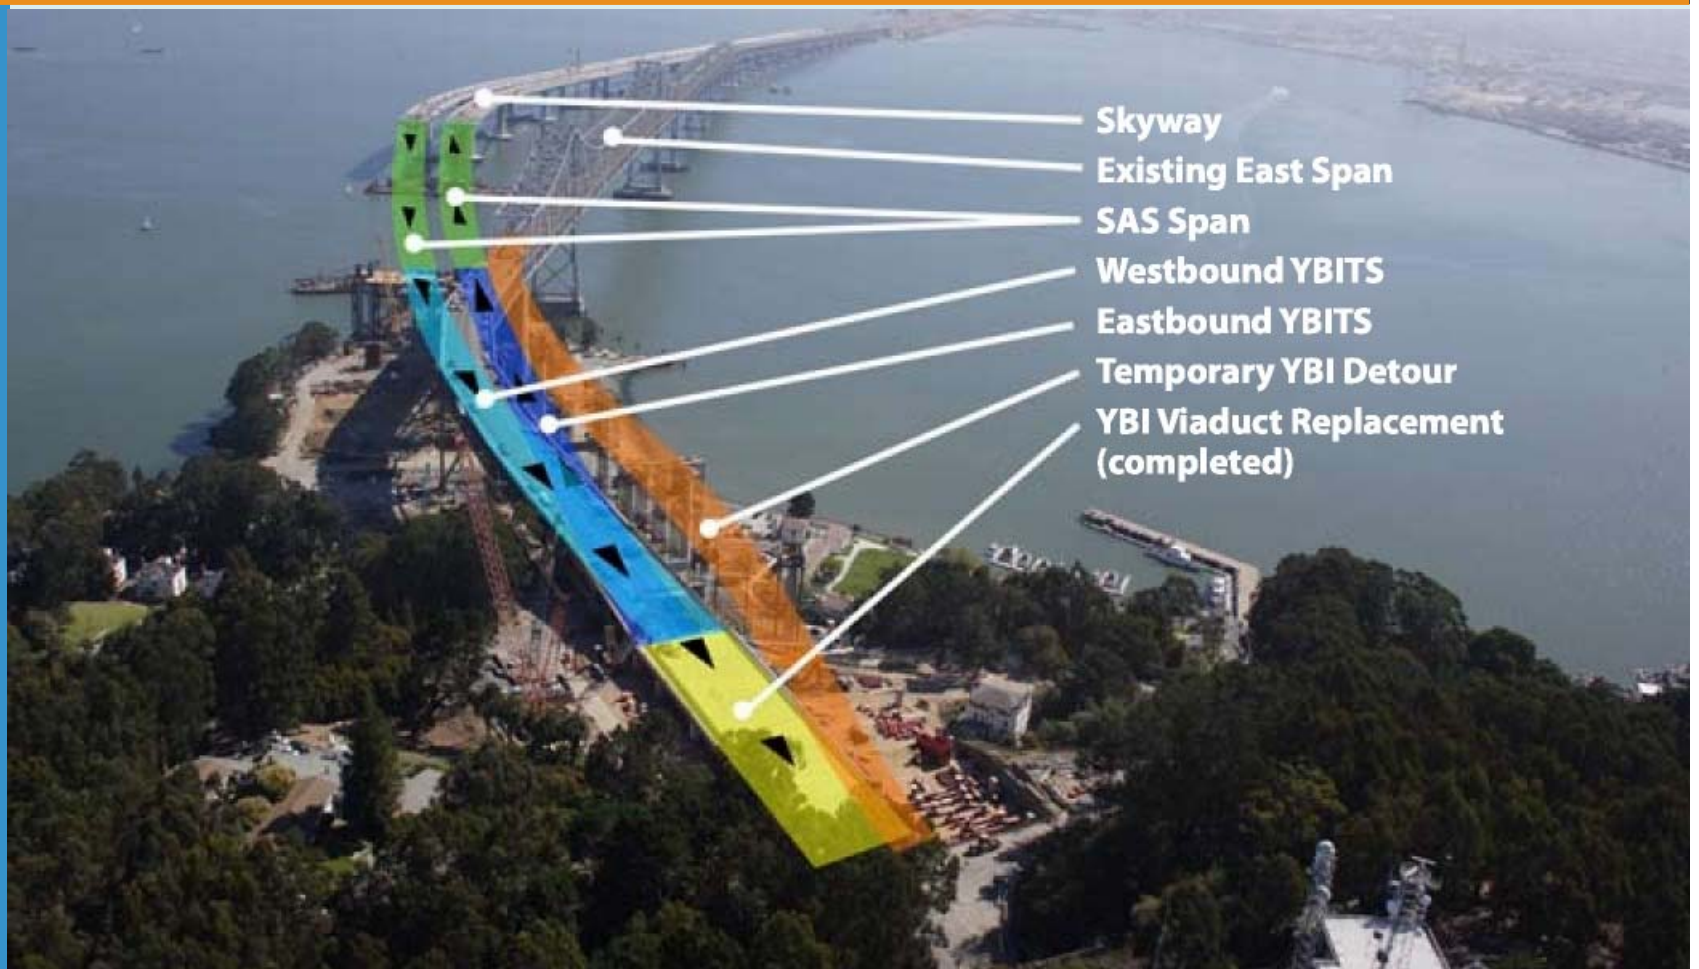 Skyway
Existing East Span
SAS Span
Westbound YBITS
Eastbound YBITS
Temporary YBI Detour
YBI Viaduct Replacement
(completed)